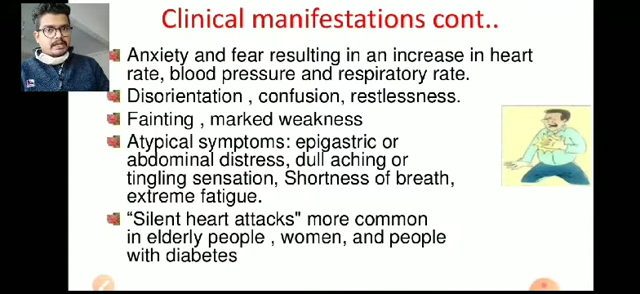 Clinical manifestations cont..
Anxiety and fear resulting in an increase in heart
rate, blood pressure and respiratory rate.
Disorientation , confusion, restlessness.
Fainting , marked weakness
Atypical symptoms: epigastric or
abdominal distress, dull aching or
tingling sensation, Shortness of breath,
extreme fatigue.
“Silent heart attacks" more common
in elderly people , women, and people
with diabetes